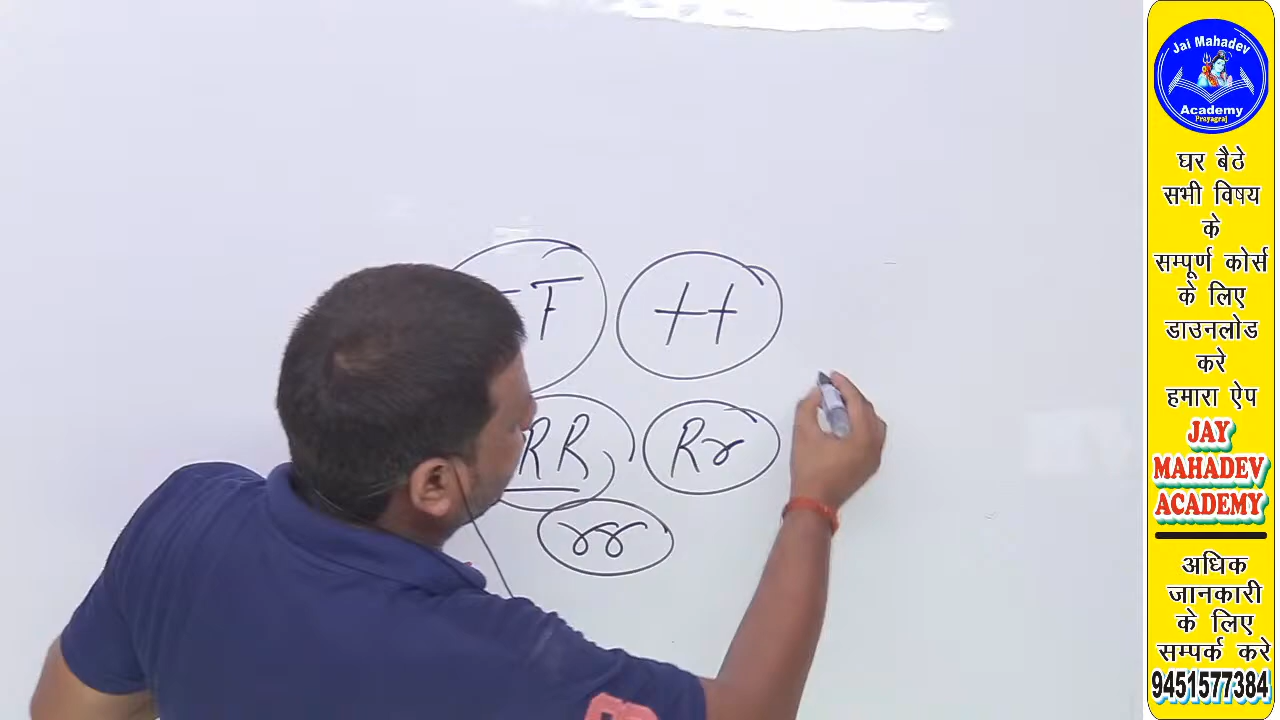 RR Rr
rr
Jai Mahadev
Academy
Prayagraj
घर बैठे
सभी विषय
के
सम्पूर्ण कोर्स
के लिए
डाउनलोड
करे
हमारा ऐप
JAY
MAHADEV
ACADEMY
अधिक
जानकारी
के लिए
सम्पर्क करे
9451577384